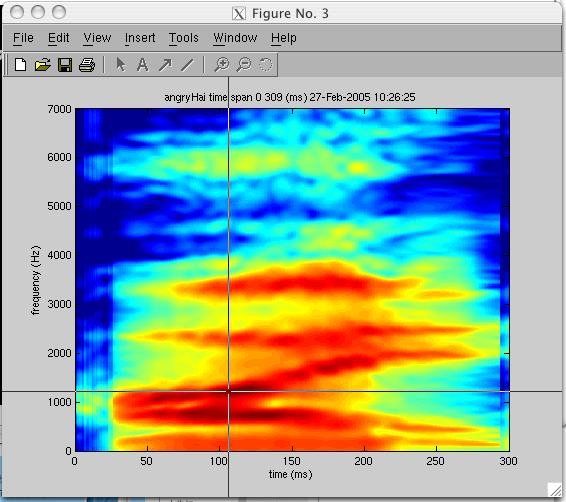 X Figure No. 3
File Edit View Insert Tools Window Help
A
angryHai time span 0 309 (ms) 27-Feb-2005 10:26:25
7000
6000
5000
4000
3000
2000
1000
0
frequency (Hz)
0 50 100 150 200 250 300
time (ms)